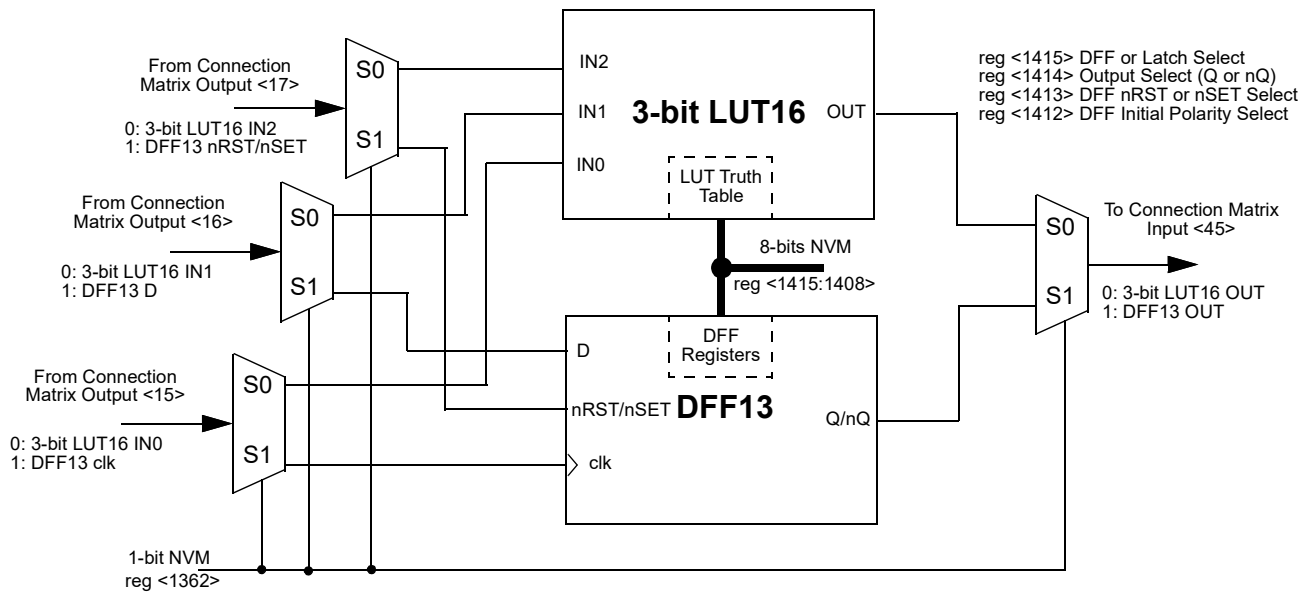 From Connection
Matrix Output <17>
0: 3-bit LUT16 IN2
1: DFF13 nRST/nSET
S0
S1
From Connection
Matrix Output <16>
0: 3-bit LUT16 IN1
1: DFF13 D
S0
S1
From Connection
Matrix Output <15>
0: 3-bit LUT16 IN0
1: DFF13 clk
S0
S1
1-bit NVM
reg <1362>
IN2
IN1
IN0
3-bit LUT16
OUT
LUT Truth
Table
8-bits NVM
reg <1415:1408>
DFF
Registers
D
nRST/nSET
DFF13
clk
Q/nQ
reg <1415> DFF or Latch Select
reg <1414> Output Select (Q or nQ)
reg <1413> DFF nRST or nSET Select
reg <1412> DFF Initial Polarity Select
S0
S1
To Connection Matrix
Input <45>
0: 3-bit LUT16 OUT
1: DFF13 OUT